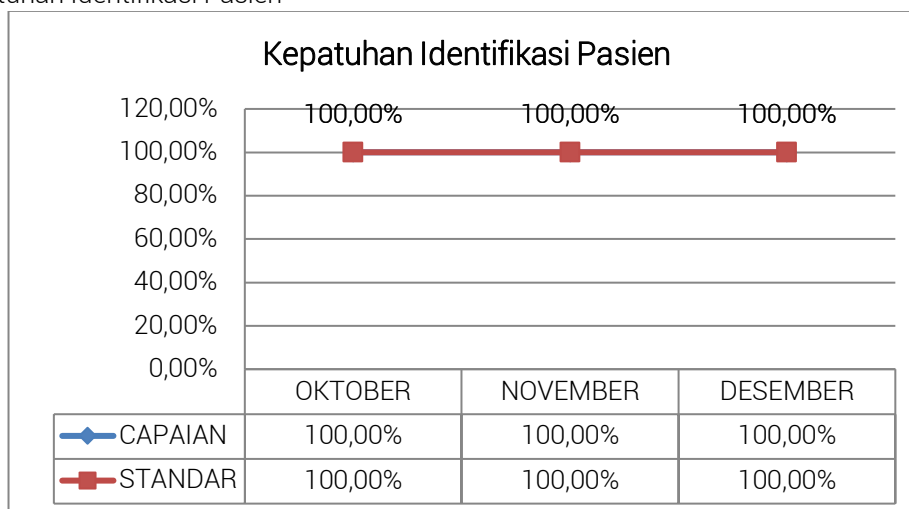 Identifikasi Pasien
Kepatuhan Identifikasi Pasien
120,00%
100,00% 100,00% 100,00%
100,00%
80,00%
60,00%
40,00%
20,00%
0,00%
OKTOBER NOVEMBER DESEMBER
CAPAIAN 100,00% 100,00% 100,00%
STANDAR 100,00% 100,00% 100,00%